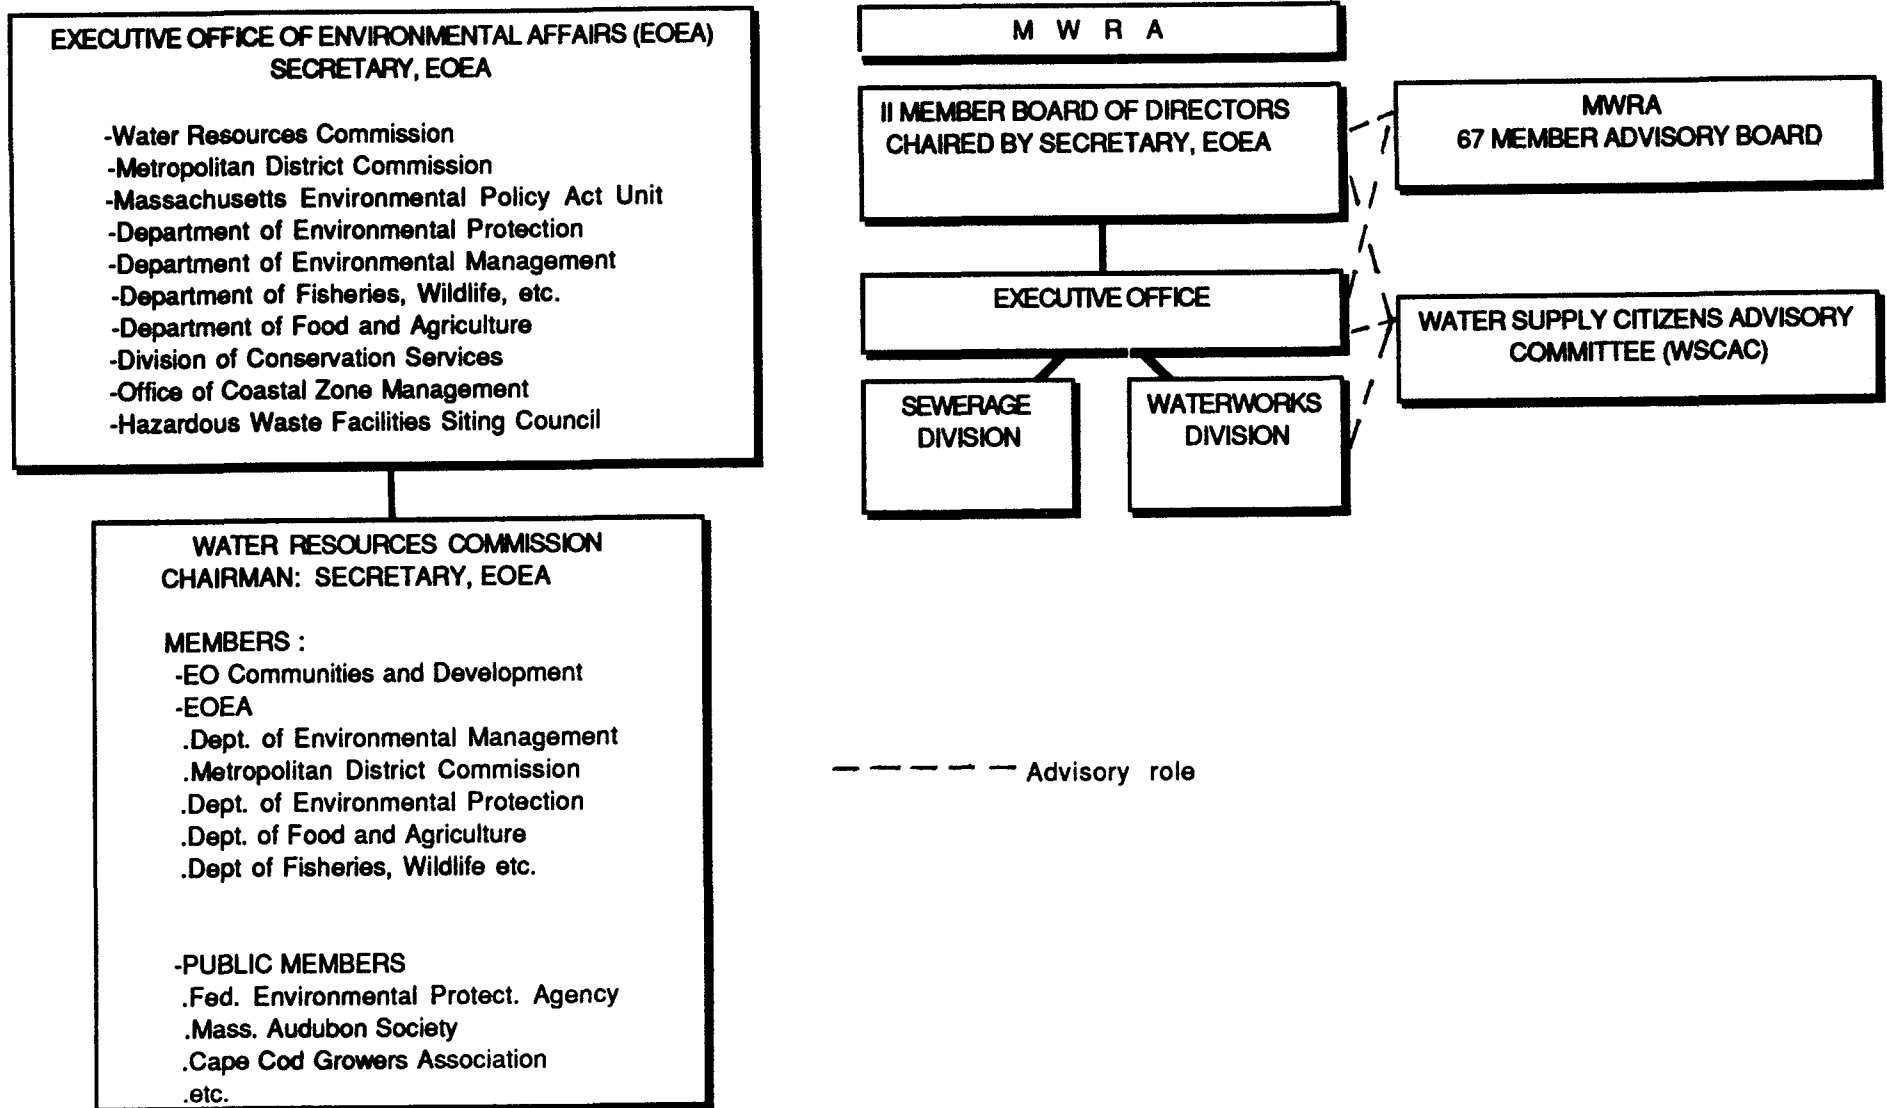 EXECUTIVE OFFICE OF ENVIRONMENTAL AFFAIRS (EOEA)
SECRETARY, EOEA
-Water Resources Commission
-Metropolitan District Commission
-Massachusetts Environmental Policy Act Unit
-Department of Environmental Protection
-Department of Environmental Management
-Department of Fisheries, Wildlife, etc.
-Department of Food and Agriculture
-Division of Conservation Services
-Office of Coastal Zone Management
-Hazardous Waste Facilities Siting Council
WATER RESOURCES COMMISSION
CHAIRMAN: SECRETARY, EOEA
MEMBERS :
-EO Communities and Development
-EOEA
.Dept. of Environmental Management
.Metropolitan District Commission
.Dept. of Environmental Protection
.Dept. of Food and Agriculture
.Dept of Fisheries, Wildlife etc.
-PUBLIC MEMBERS
.Fed. Environmental Protect. Agency
.Mass. Audubon Society
.Cape Cod Growers Association
.etc.
M W R A
II MEMBER BOARD OF DIRECTORS
CHAIRED BY SECRETARY, EOEA
EXECUTIVE OFFICE
SEWERAGE
DIVISION
WATERWORKS
DIVISION
MWRA
67 MEMBER ADVISORY BOARD
WATER SUPPLY CITIZENS ADVISORY
COMMITTEE (WSCAC)
Advisory role